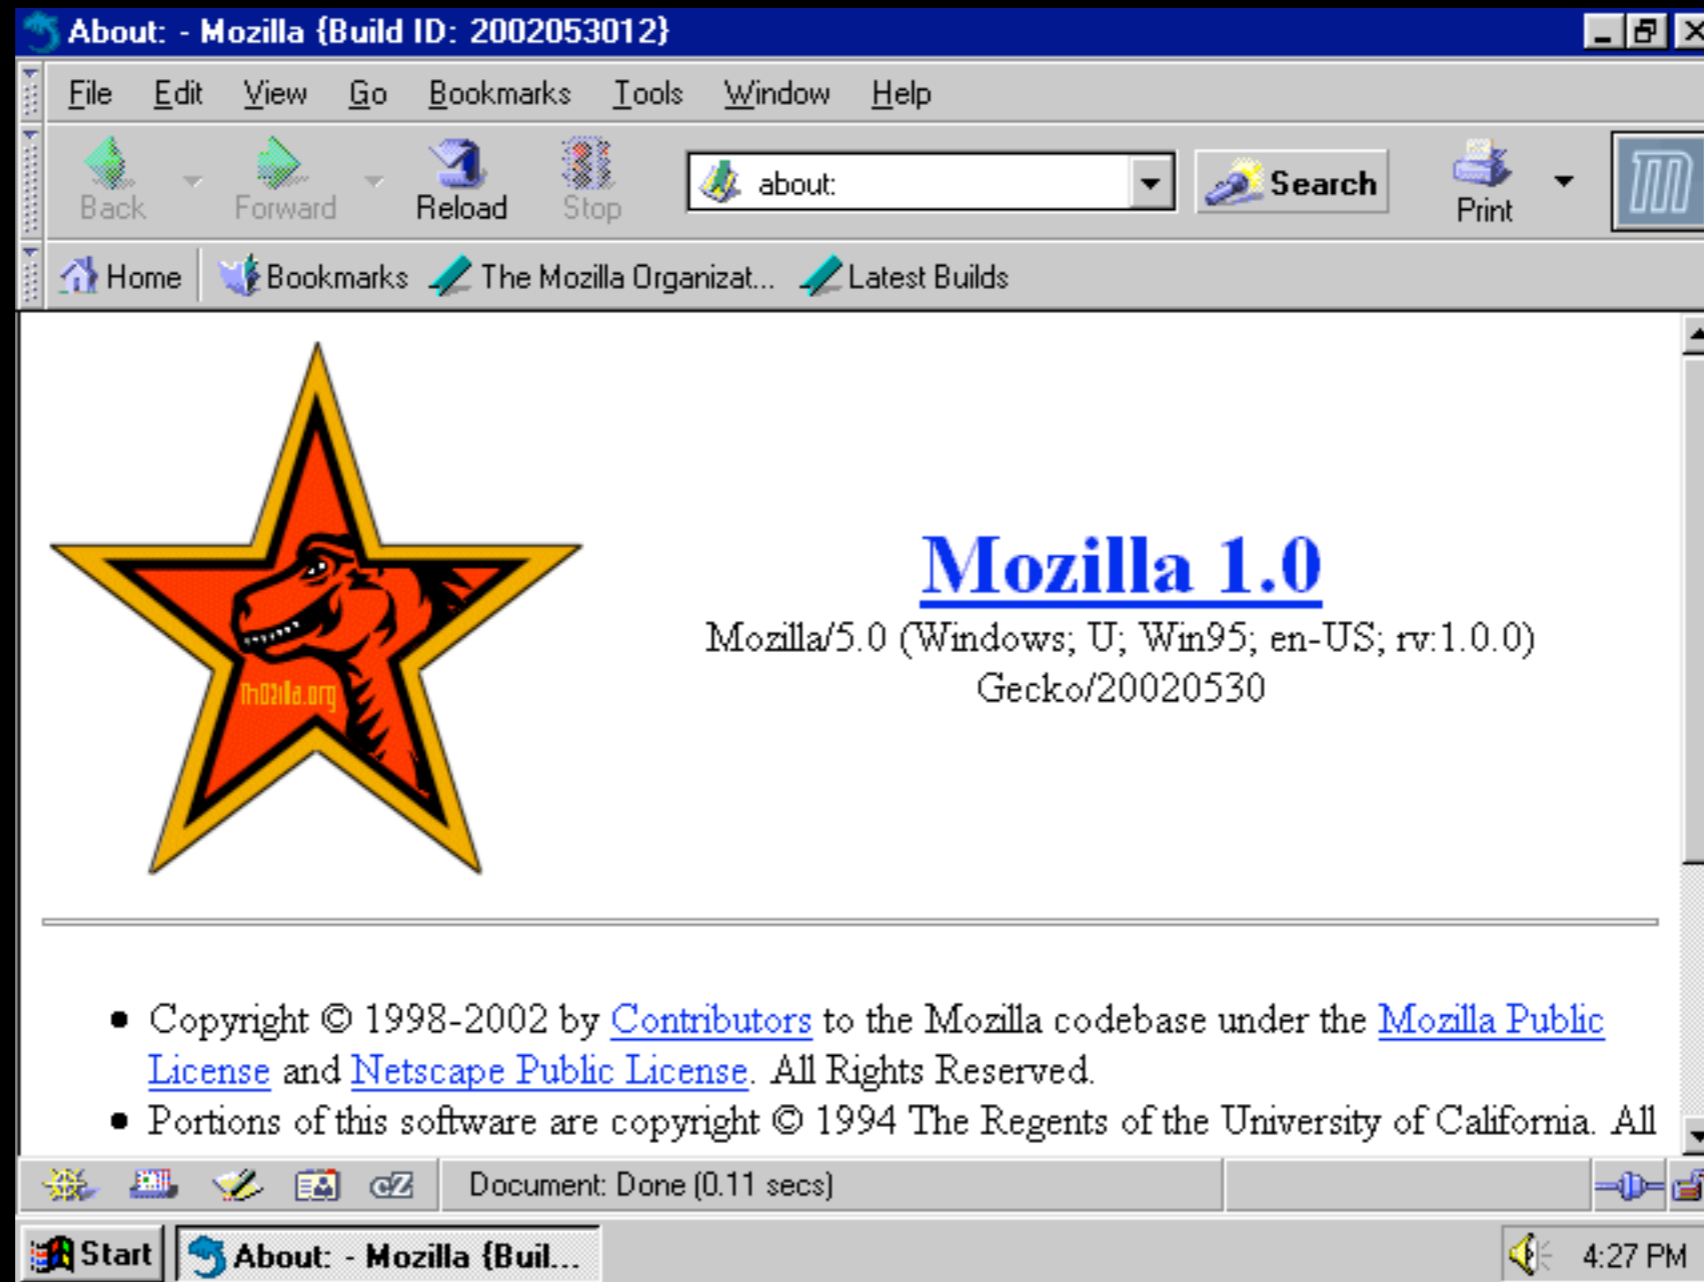 About: - Mozilla {Build ID: 2002053012}
File Edit View Go Bookmarks Tools Window Help
Back Forward Reload Stop about: Search Print
Home Bookmarks The Mozilla Organizat... Latest Builds
Mozilla 1.0
Mozilla/5.0 (Windows; U; Win95; en-US; rv:1.0.0)
Gecko/20020530
m0zilla.org
Copyright © 1998-2002 by Contributors to the Mozilla codebase under the Mozilla Public
License and Netscape Public License. All Rights Reserved.
Portions of this software are copyright © 1994 The Regents of the University of California. All
cZ Document: Done (0.11 secs)
Start About: - Mozilla {Buil... 4:27 PM